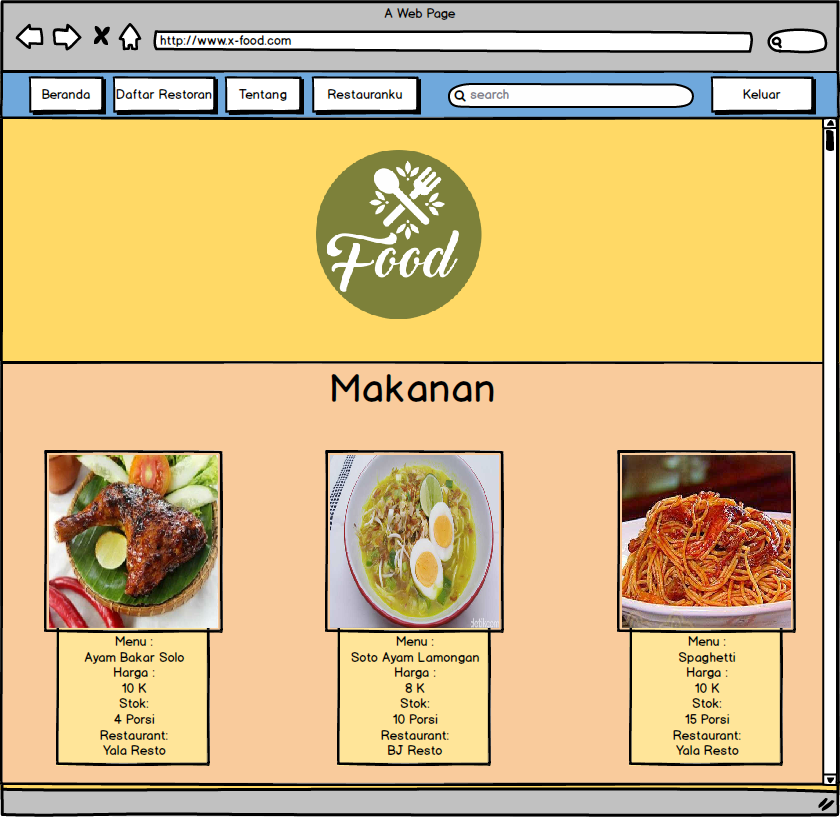 A Web Page
http://www.x-food.com
Beranda
Daftar Restoran
Tentang
Restauranku
search
Keluar
Food
Makanan
detikcom
Menu :
Ayam Bakar Solo
Harga :
10 K
Stok:
4 Porsi
Restaurant:
Yala Resto
Menu :
Soto Ayam Lamongan
Harga :
8 K
Stok:
10 Porsi
Restaurant:
BJ Resto
Menu :
Spaghetti
Harga :
10 K
Stok:
15 Porsi
Restaurant:
Yala Resto